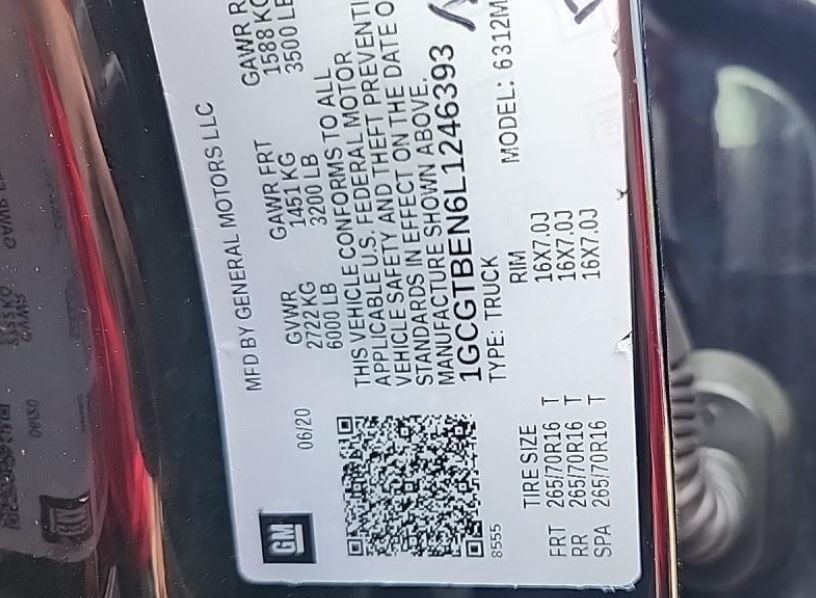 GM
06/20
MFD BY GENERAL MOTORS LLC
GVWR GAWR FRT GAWR R
2722 KG 1451 KG 1588 KG
6000 LB 3200 LB 3500 LB
THIS VEHICLE CONFORMS TO ALL
APPLICABLE U.S. FEDERAL MOTOR
VEHICLE SAFETY AND THEFT PREVENTI
STANDARDS IN EFFECT ON THE DATE O
MANUFACTURE SHOWN ABOVE.
1GCGTBEN6L1246393
8555
TYPE: TRUCK MODEL: 6312M
TIRE SIZE RIM
FRT 265/70R16 T 16X7.0J
RR 265/70R16 T 16X7.0J
SPA 265/70R16 T 16X7.0J